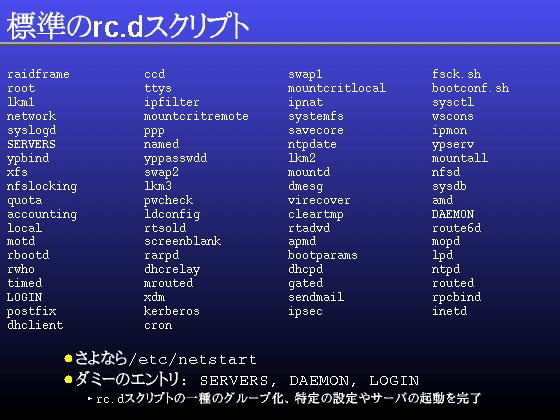 標準のrc.dスクリプト
raidframe ccd swap1 fsck.sh
root ttys mountcritlocal bootconf.sh
lkm1 ipfilter ipnat sysctl
network mountcritremote systemfs wscons
syslogd ppp savecore ipmon
SERVERS named ntpdate ypserv
ypbind yppasswdd lkm2 mountall
xfs swap2 mountd nfsd
nfslocking lkm3 dmesg sysdb
quota pwcheck virecover amd
accounting ldconfig cleartmp DAEMON
local rtsold rtadvd route6d
motd screenblank apmd mopd
rbootd rarpd bootparams lpd
rwho dhcrelay dhcpd ntpd
timed mrouted gated routed
LOGIN xdm sendmail rpcbind
postfix kerberos ipsec inetd
dhclient cron
●さよなら/etc/netstart
●ダミーのエントリ: SERVERS, DAEMON, LOGIN
▸rc.dスクリプトの一種のグループ化、特定の設定やサーバの起動を完了